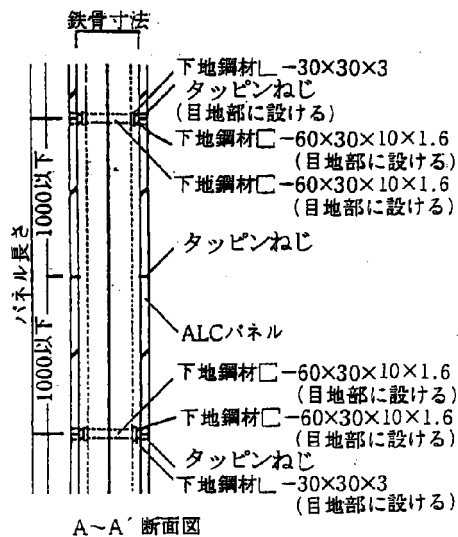 鉄骨寸法
下地鋼材L−30×30×3
タッピンねじ
(目地部に設ける)
下地鋼材C−60×30×10×1.6
(目地部に設ける)
下地鋼材C−60×30×10×1.6
(目地部に設ける)
1000以下
パネル長さ
タッピンねじ
ALCパネル
1000以下
下地鋼材C−60×30×10×1.6
(目地部に設ける)
下地鋼材C−60×30×10×1.6
(目地部に設ける)
タッピンねじ
下地鋼材L−30×30×3
(目地部に設ける)
A〜A´断面図